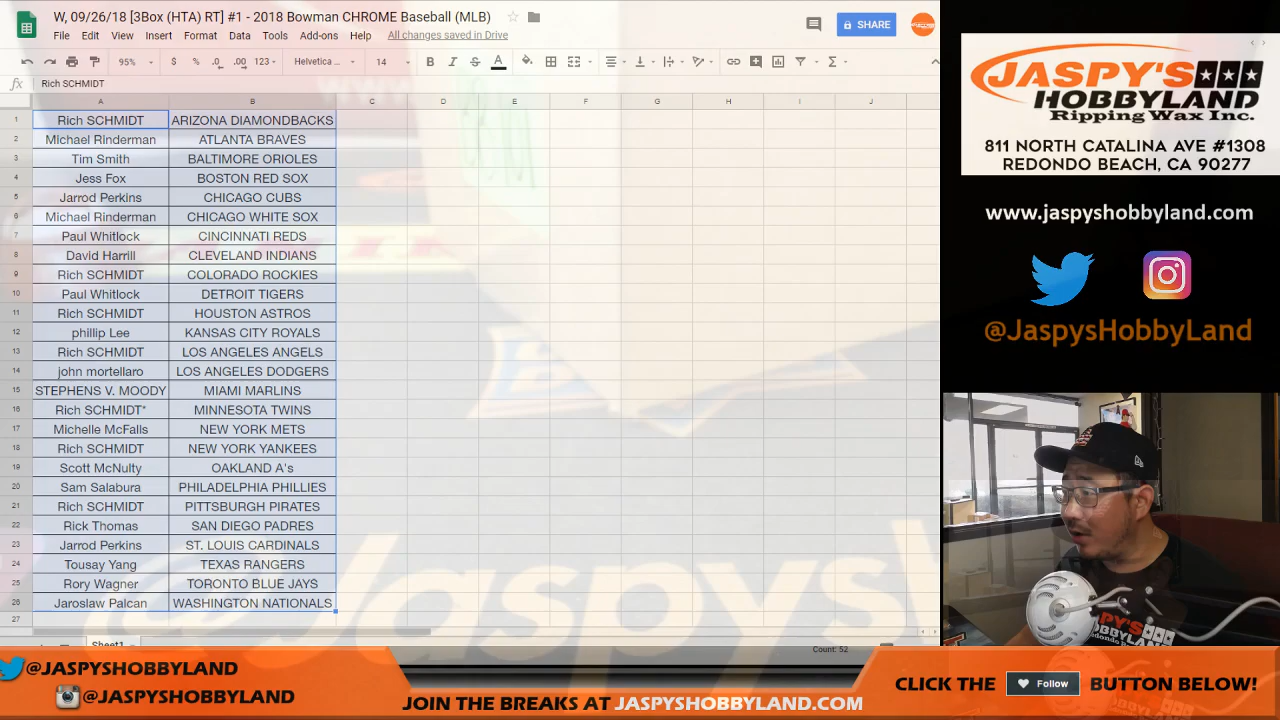 W, 09/26/18 [3Box (HTA) RT] #1 - 2018 Bowman CHROME Baseball (MLB)
File Edit View Insert Format Data Tools Add-ons Help All changes saved in Drive
SHARE
95% $ % .0 .00 123 Helvetica ... 14 B I S A
fx Rich SCHMIDT
A B C D E F G H I J
1 Rich SCHMIDT ARIZONA DIAMONDBACKS
2 Michael Rinderman ATLANTA BRAVES
3 Tim Smith BALTIMORE ORIOLES
4 Jess Fox BOSTON RED SOX
5 Jarrod Perkins CHICAGO CUBS
6 Michael Rinderman CHICAGO WHITE SOX
7 Paul Whitlock CINCINNATI REDS
8 David Harrill CLEVELAND INDIANS
9 Rich SCHMIDT COLORADO ROCKIES
10 Paul Whitlock DETROIT TIGERS
11 Rich SCHMIDT HOUSTON ASTROS
12 phillip Lee KANSAS CITY ROYALS
13 Rich SCHMIDT LOS ANGELES ANGELS
14 john mortellaro LOS ANGELES DODGERS
15 STEPHENS V. MOODY MIAMI MARLINS
16 Rich SCHMIDT* MINNESOTA TWINS
17 Michelle McFalls NEW YORK METS
18 Rich SCHMIDT NEW YORK YANKEES
19 Scott McNulty OAKLAND A's
20 Sam Salabura PHILADELPHIA PHILLIES
21 Rich SCHMIDT PITTSBURGH PIRATES
22 Rick Thomas SAN DIEGO PADRES
23 Jarrod Perkins ST. LOUIS CARDINALS
24 Tousay Yang TEXAS RANGERS
25 Rory Wagner TORONTO BLUE JAYS
26 Jaroslaw Palcan WASHINGTON NATIONALS
27
Sheet1
Count: 52
@Jaspysh
JASPY'S
HOBBYLAND
Ripping Wax Inc.
811 NORTH CATALINA AVE #1308
REDONDO BEACH, CA 90277
www.jaspyshobbyland.com
@JaspysHobbyLand
@JASPYSHOBBYLAND
@JASPYSHOBBYLAND
JOIN THE BREAKS AT JASPYSHOBBYLAND.COM
CLICK THE Follow BUTTON BELOW!